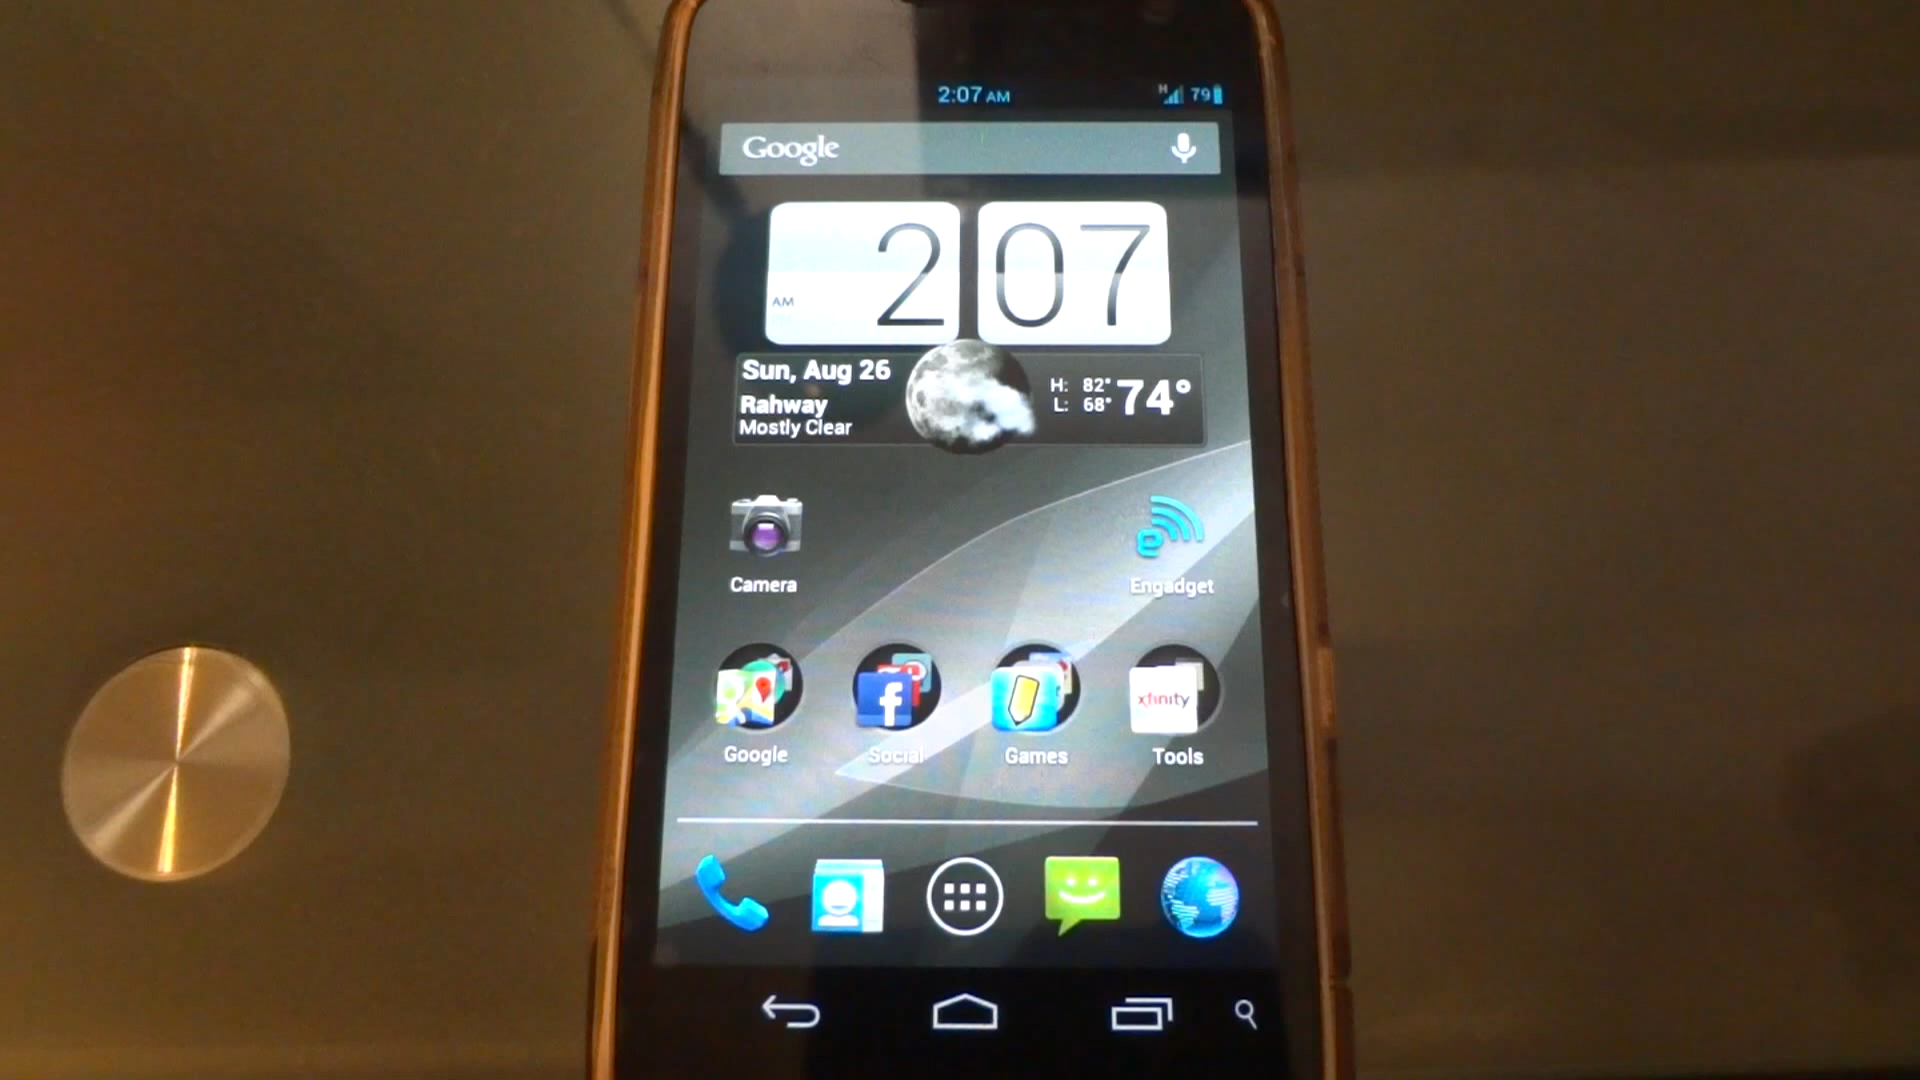 2:07 AM
H 79
Google
AM 2 07
Sun, Aug 26
Rahway
Mostly Clear
H: 82°
L: 68°
74°
Camera
Engadget
xfinity
Google
Social
Games
Tools